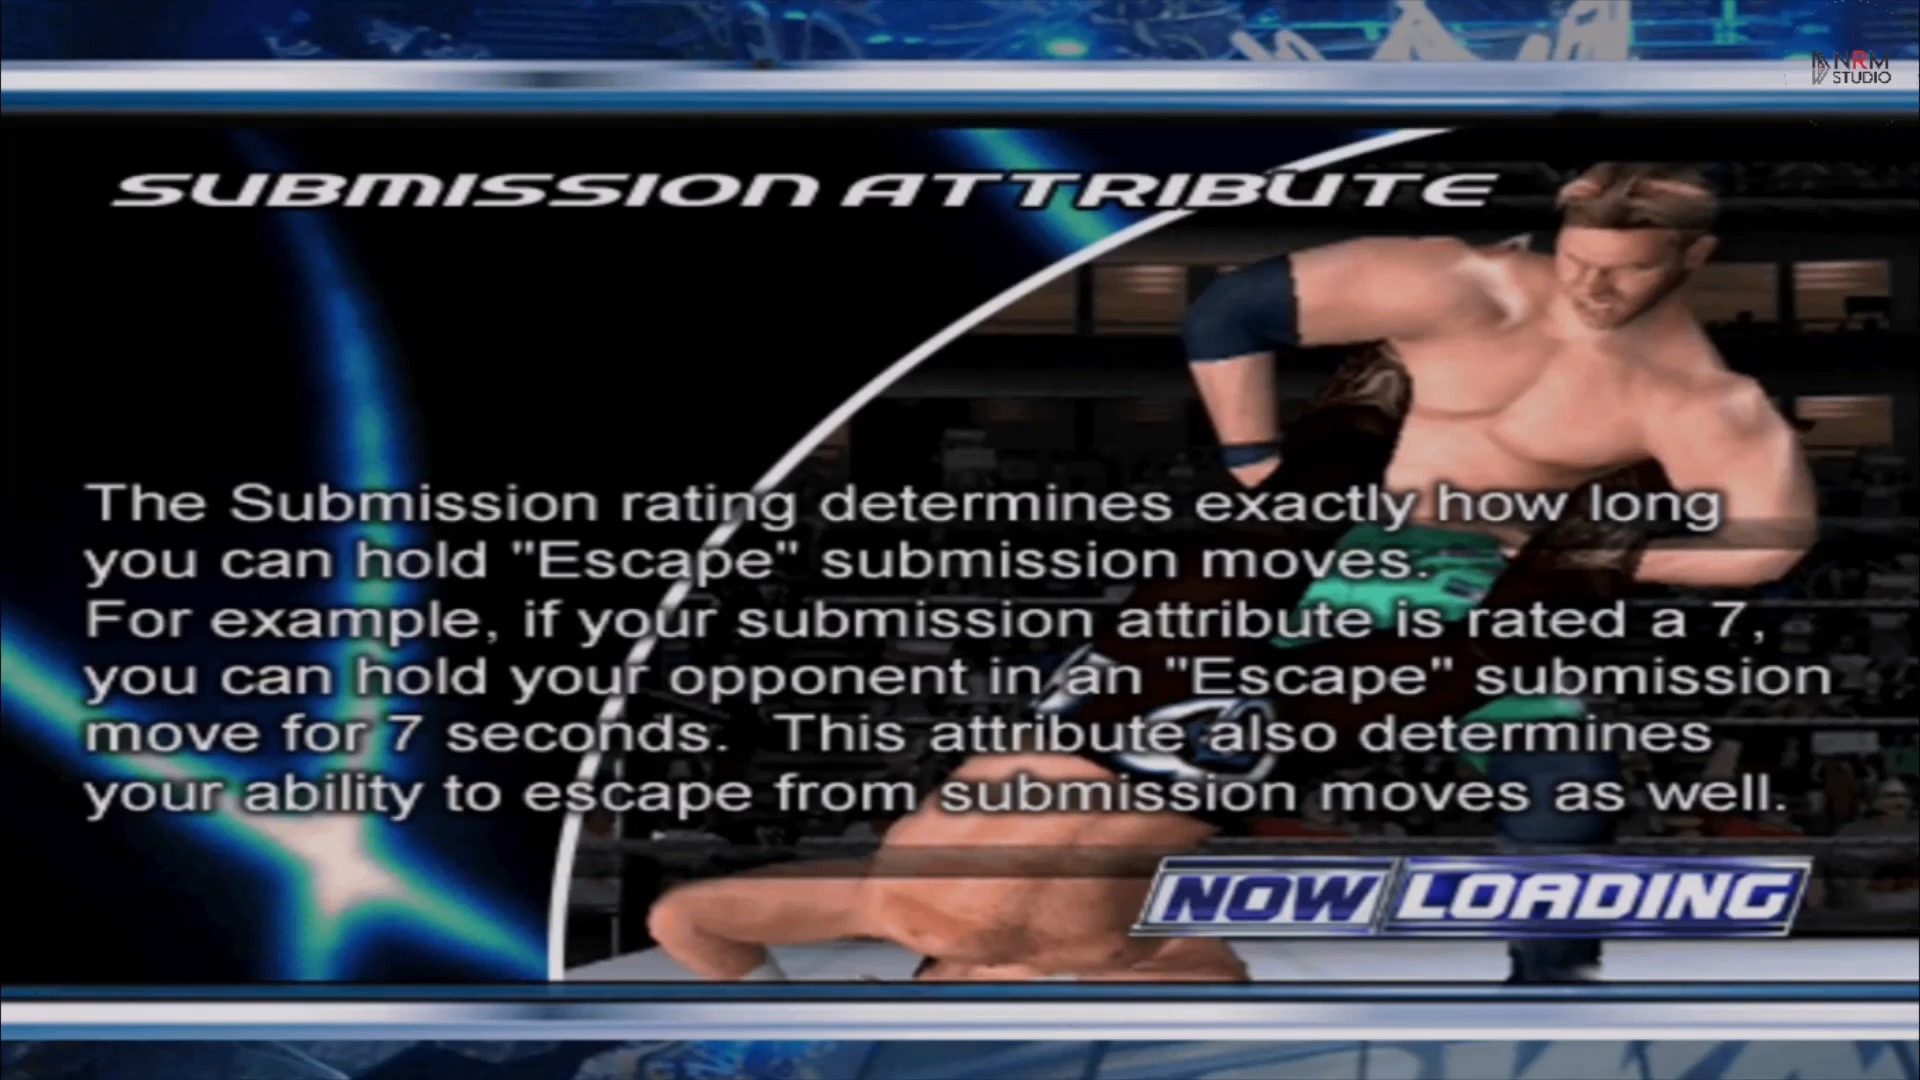 NRM
STUDIO
SUBMISSION ATTRIBUTE
The Submission rating determines exactly how long
you can hold "Escape" submission moves.
For example, if your submission attribute is rated a 7,
you can hold your opponent in an "Escape" submission
move for 7 seconds.  This attribute also determines
your ability to escape from submission moves as well.
NOW LOADING